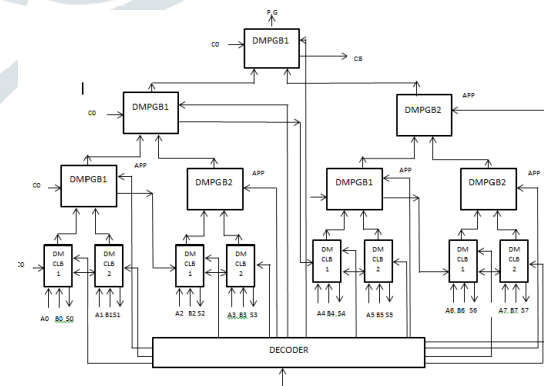 P,G
C0
DMPGB1
C8
C0
DMPGB1
DMPGB2
APP
C0
DMPGB1
APP
DMPGB2
APP
DMPGB1
APP
DMPGB2
APP
C0
DM CLB 1
DM CLB 2
DM CLB 1
DM CLB 2
DM CLB 1
DM CLB 2
DM CLB 1
DM CLB 2
A0 B0 S0
A1 B1S1
A2 B2 S2
A3 B3 S3
A4 B4 S4
A5 B5 S5
A6 B6 S6
A7 B7 S7
DECODER